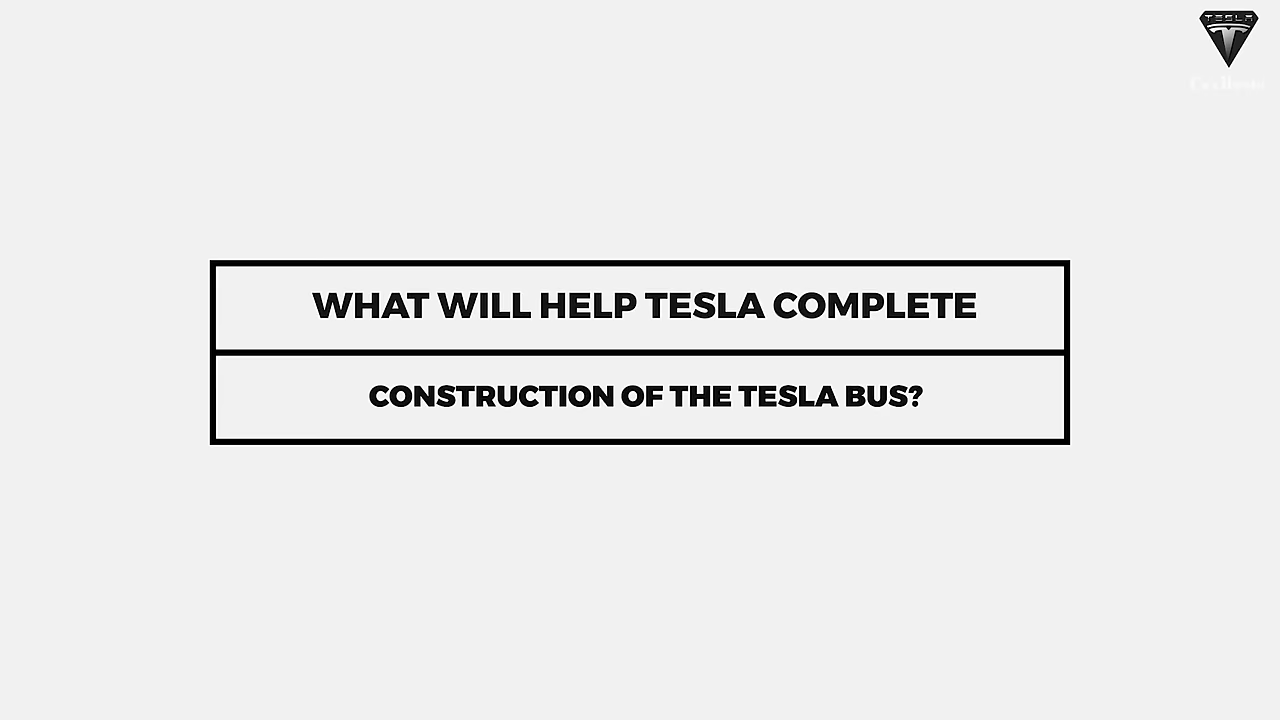 TESLA
WHAT WILL HELP TESLA COMPLETE
CONSTRUCTION OF THE TESLA BUS?